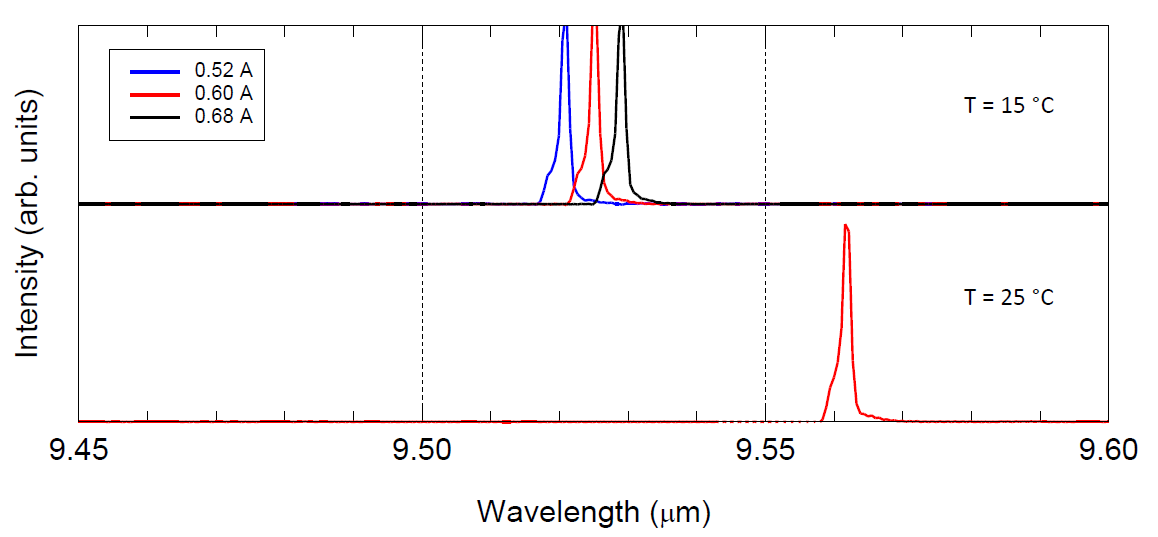 0.52 A
0.60 A
0.68 A
T = 15 °C
T = 25 °C
Intensity (arb. units)
9.45 9.50 9.55 9.60
Wavelength (μm)